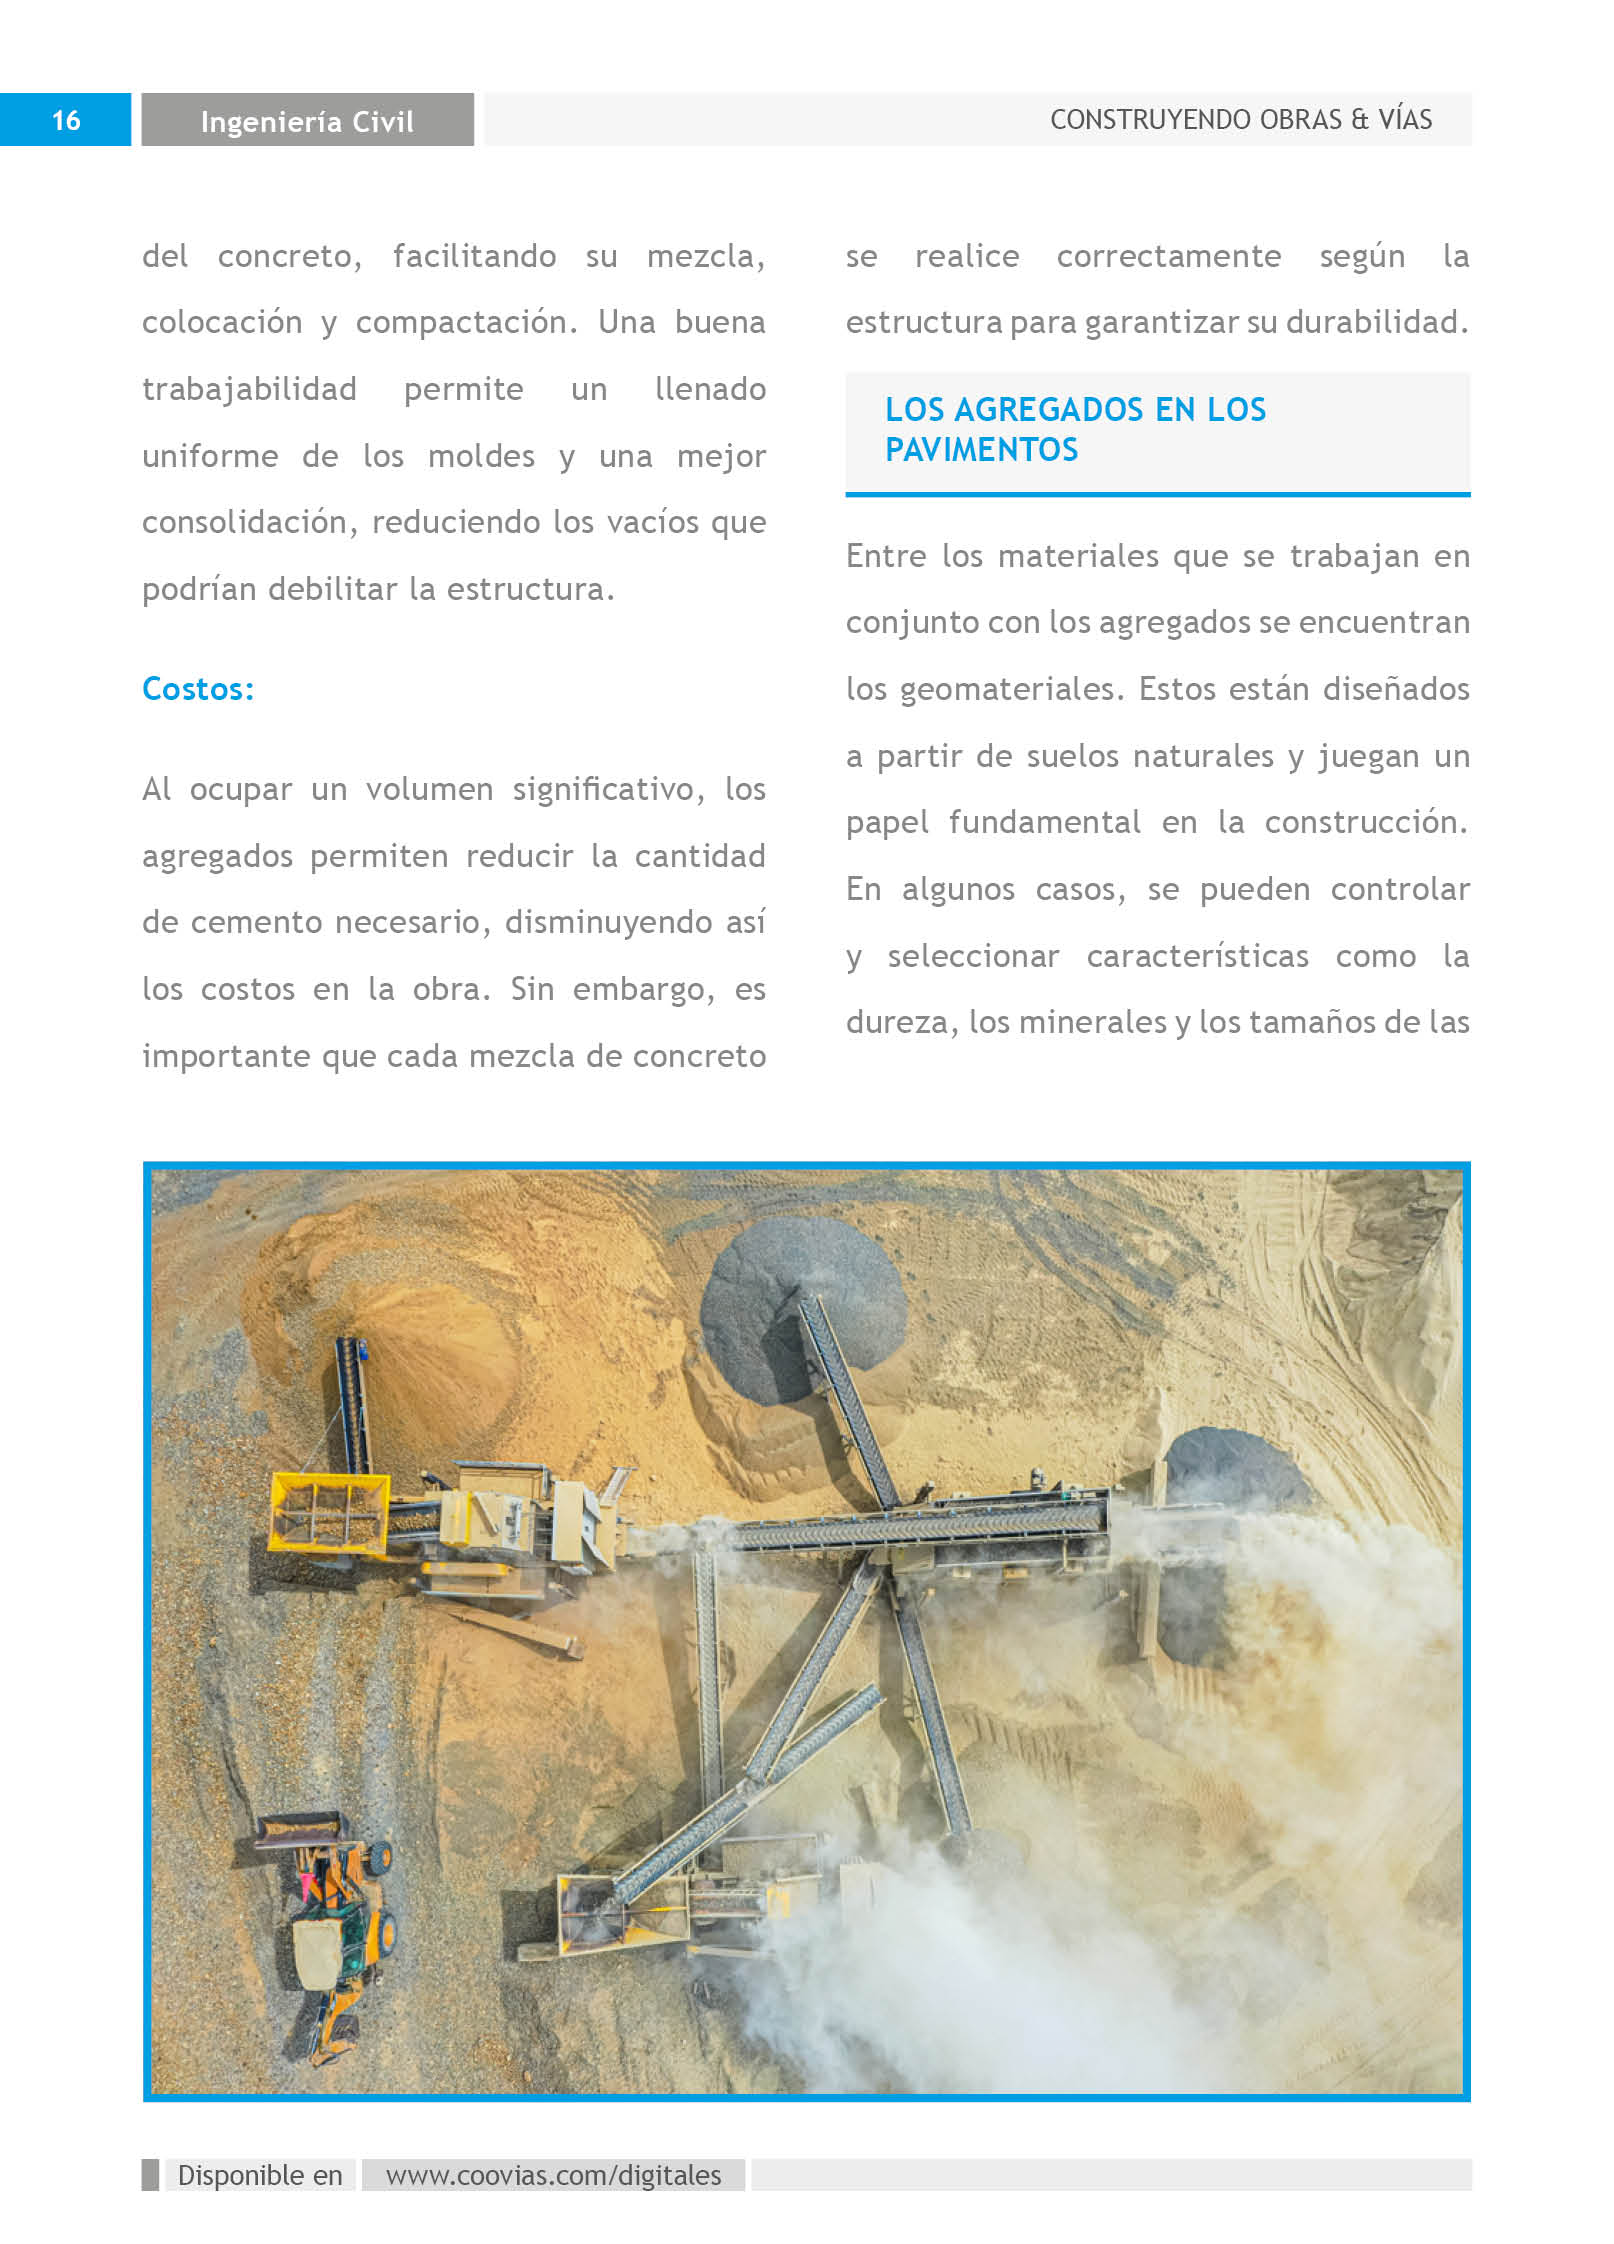 16
Ingeniería Civil
CONSTRUYENDO OBRAS & VÍAS
del concreto, facilitando su mezcla,
colocación y compactación. Una buena
trabajabilidad permite un llenado
uniforme de los moldes y una mejor
consolidación, reduciendo los vacíos que
podrían debilitar la estructura.
Costos:
Al ocupar un volumen significativo, los
agregados permiten reducir la cantidad
de cemento necesario, disminuyendo así
los costos en la obra. Sin embargo, es
importante que cada mezcla de concreto
se realice correctamente según la
estructura para garantizar su durabilidad.
LOS AGREGADOS EN LOS
PAVIMENTOS
Entre los materiales que se trabajan en
conjunto con los agregados se encuentran
los geomateriales. Estos están diseñados
a partir de suelos naturales y juegan un
papel fundamental en la construcción.
En algunos casos, se pueden controlar
y seleccionar características como la
dureza, los minerales y los tamaños de las
Disponible en
www.coovias.com/digitales